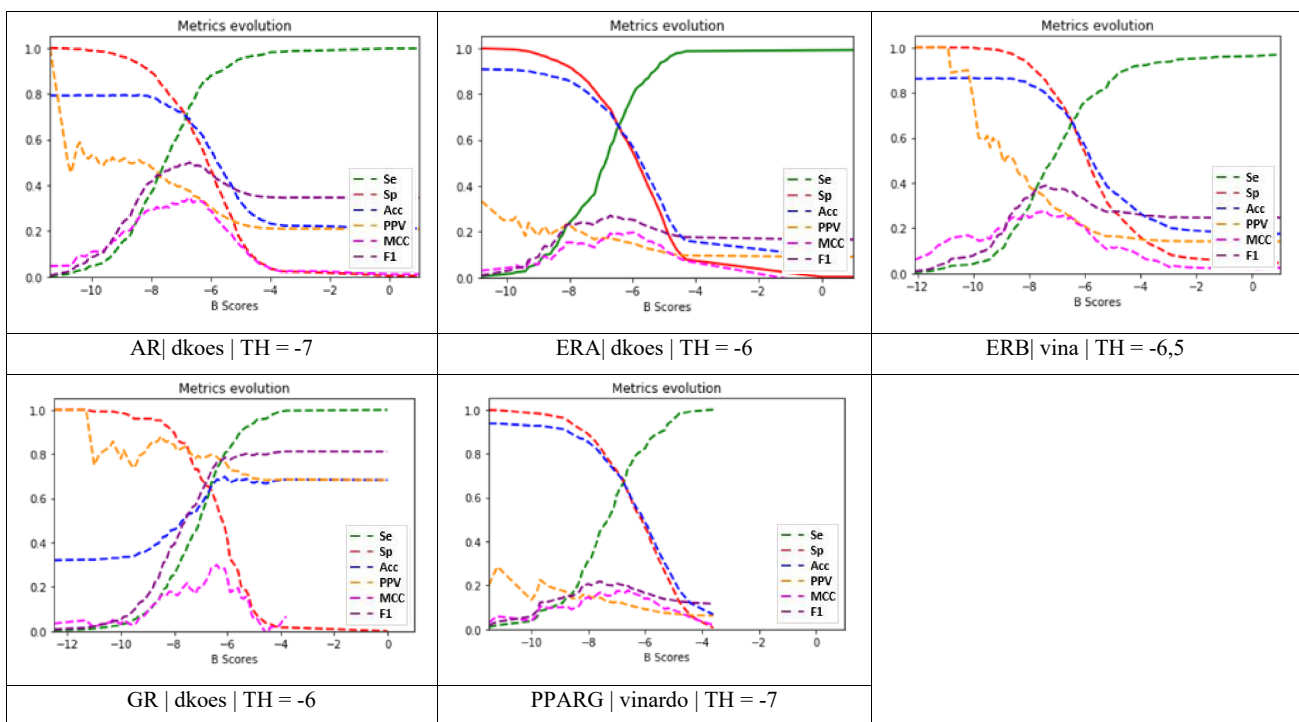 Metrics evolution
1.0
0.8
0.6
0.4
0.2
0.0
Se
Sp
Acc
PPV
MCC
F1
−10 −8 −6 −4 −2 0
B Scores
AR| dkoes | TH = -7
Metrics evolution
1.0
0.8
0.6
0.4
0.2
0.0
Se
Sp
Acc
PPV
MCC
F1
−10 −8 −6 −4 −2 0
B Scores
ERA| dkoes | TH = -6
Metrics evolution
1.0
0.8
0.6
0.4
0.2
0.0
Se
Sp
Acc
PPV
MCC
F1
−12 −10 −8 −6 −4 −2 0
B Scores
ERB| vina | TH = -6,5
Metrics evolution
1.0
0.8
0.6
0.4
0.2
0.0
Se
Sp
Acc
PPV
MCC
F1
−12 −10 −8 −6 −4 −2 0
B Scores
GR | dkoes | TH = -6
Metrics evolution
1.0
0.8
0.6
0.4
0.2
0.0
Se
Sp
Acc
PPV
MCC
F1
−10 −8 −6 −4 −2 0
B Scores
PPARG | vinardo | TH = -7